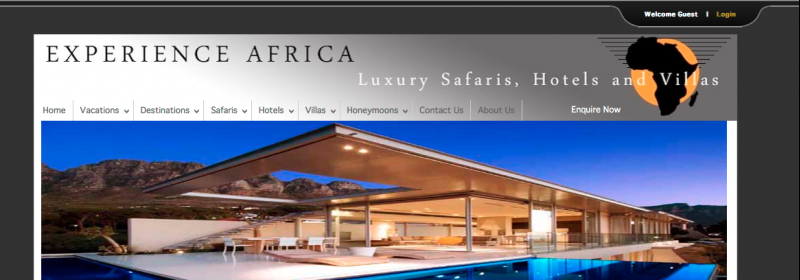 Welcome Guest | Login
EXPERIENCE AFRICA
Luxury Safaris, Hotels and Villas
Home Vacations Destinations Safaris Hotels Villas Honeymoons Contact Us About Us Enquire Now